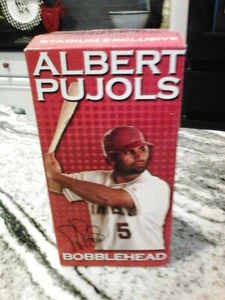 STADIUM EXCLUSIVE
ALBERT
PUJOLS
5
BOBBLEHEAD